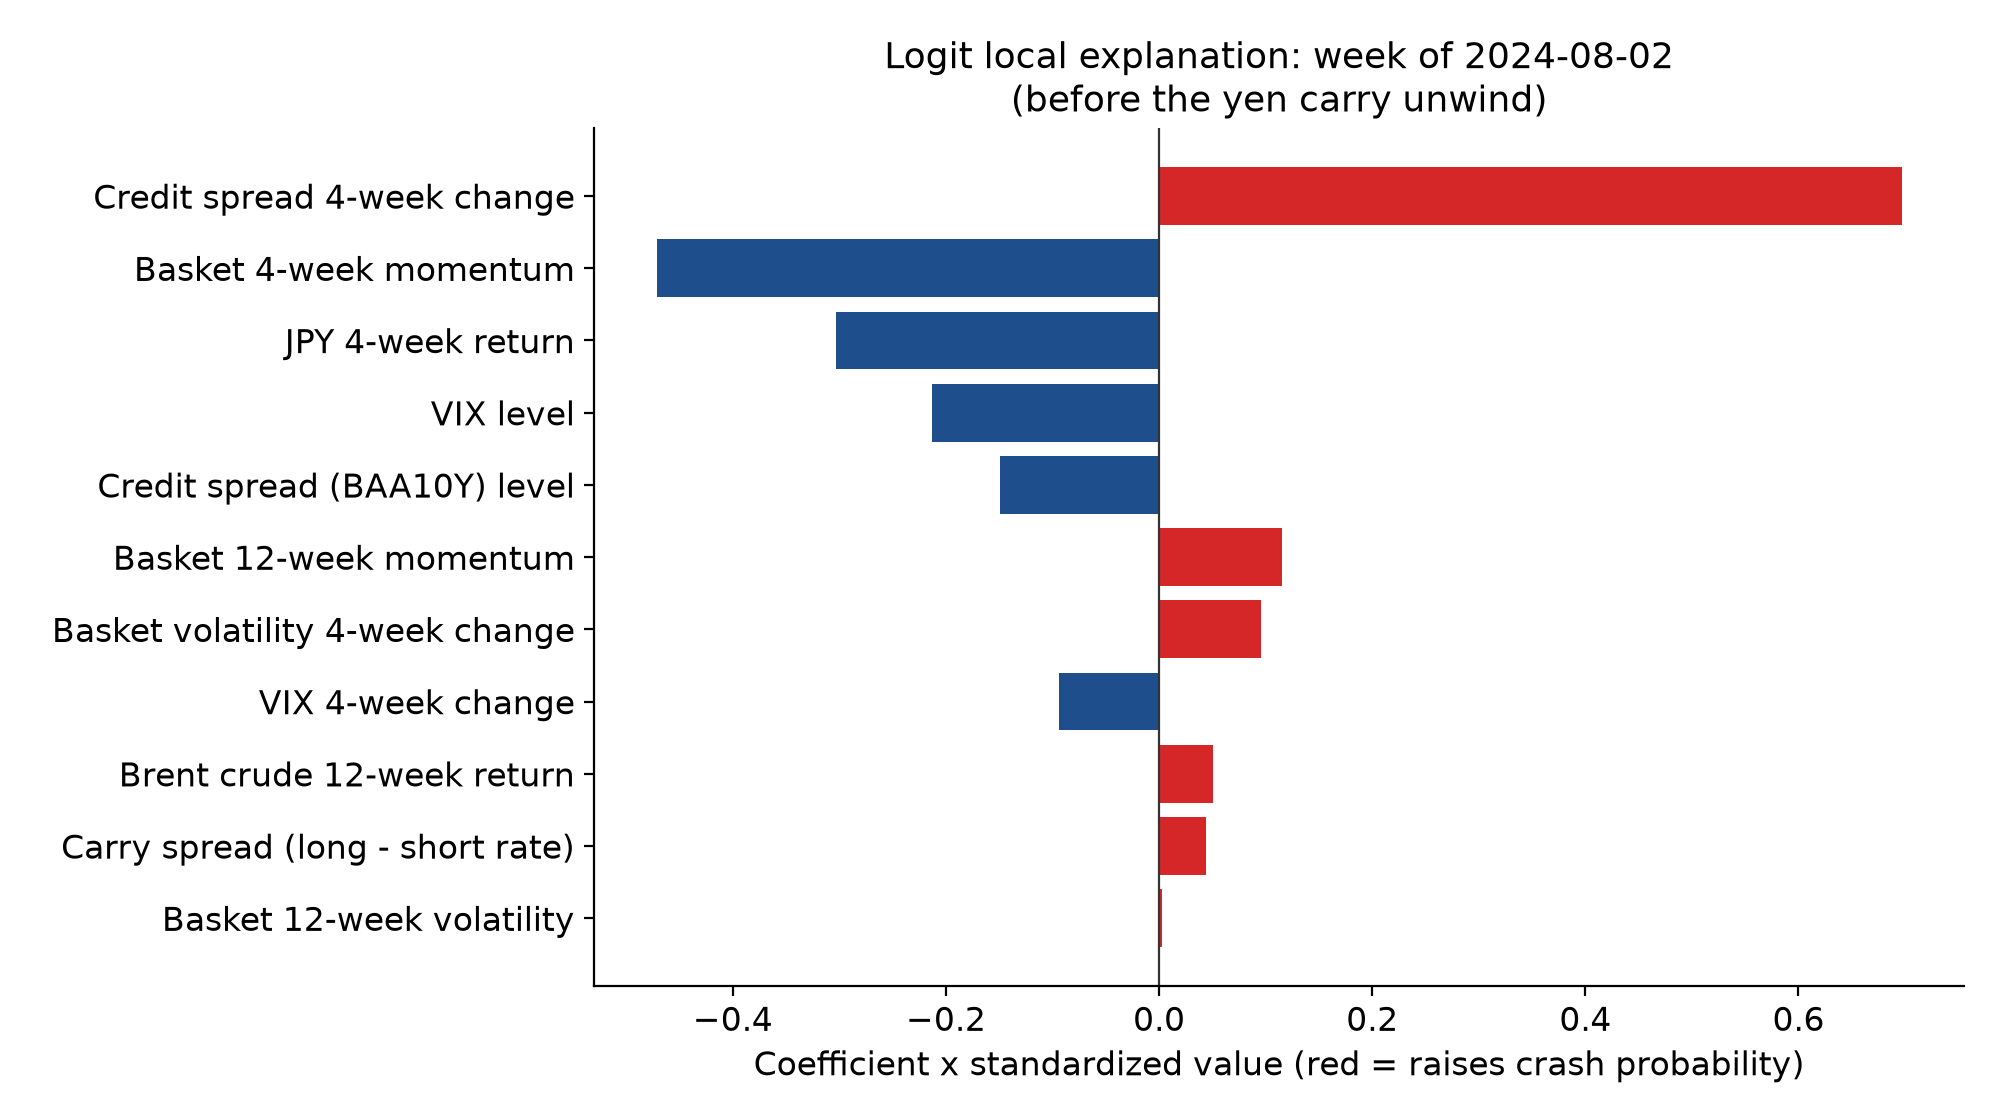 Logit local explanation: week of 2024-08-02
(before the yen carry unwind)
Credit spread 4-week change
Basket 4-week momentum
JPY 4-week return
VIX level
Credit spread (BAA10Y) level
Basket 12-week momentum
Basket volatility 4-week change
VIX 4-week change
Brent crude 12-week return
Carry spread (long - short rate)
Basket 12-week volatility
−0.4 −0.2 0.0 0.2 0.4 0.6
Coefficient x standardized value (red = raises crash probability)